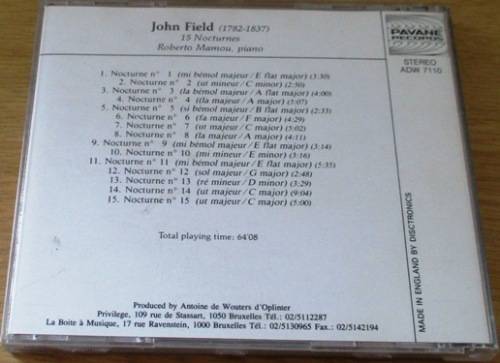 John Field (1782-1837)
15 Nocturnes
Roberto Mamou, piano
1. Nocturne n° 1 (mi bémol majeur/E flat major) (3:30)
2. Nocturne n° 2 (ut mineur/C minor) (2:50)
3. Nocturne n° 3 (la bémol majeur/A flat major) (4:00)
4. Nocturne n° 4 (lla majeur/A major) (5:07)
5. Nocturne n° 5 (si bémol majeur/B flat major) (2:33)
6. Nocturne n° 6 (fa majeur/F major) (4:29)
7. Nocturne n° 7 (ut majeur/C major) (5:02)
8. Nocturne n° 8 (la majeur/A major) (4:11)
9. Nocturne n° 9 (mi bémol majeur/E flat major) (3:14)
10. Nocturne n° 10 (mi mineur/E minor) (3:16)
11. Nocturne n° 11 (mi bémol majeur/E flat major) (5:35)
12. Nocturne n° 12 (sol majeur/G major) (2:48)
13. Nocturne n° 13 (ré mineur/D minor) (3:29)
14. Nocturne n° 14 (ut majeur/C major) (9:04)
15. Nocturne n° 15 (ut majeur/C major) (5:00)
Total playing time: 64'08
Produced by Antoine de Wouters d'Oplinter
Privilège, 109 rue de Stassart, 1050 Bruxelles Tél.: 02/5112287
La Boite à Musique, 17 rue Ravenstein, 1000 Bruxelles Tél.: 02/5130965 Fax: 02/5142194
PAVANE
RECORDS
STEREO
ADW 7110
MADE IN ENGLAND BY DISCTRONICS